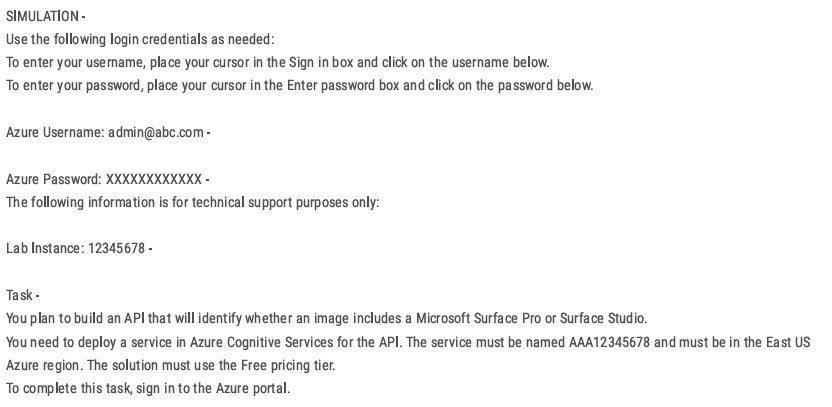 SIMULATION -
Use the following login credentials as needed:
To enter your username, place your cursor in the Sign in box and click on the username below.
To enter your password, place your cursor in the Enter password box and click on the password below.
Azure Username: admin@abc.com -
Azure Password: XXXXXXXXXXXX -
The following information is for technical support purposes only:
Lab Instance: 12345678 -
Task -
You plan to build an API that will identify whether an image includes a Microsoft Surface Pro or Surface Studio.
You need to deploy a service in Azure Cognitive Services for the API. The service must be named AAA12345678 and must be in the East US
Azure region. The solution must use the Free pricing tier.
To complete this task, sign in to the Azure portal.